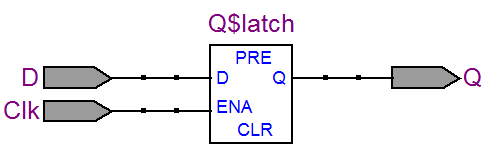 Q$latch
PRE
D D Q Q
Clk ENA
CLR